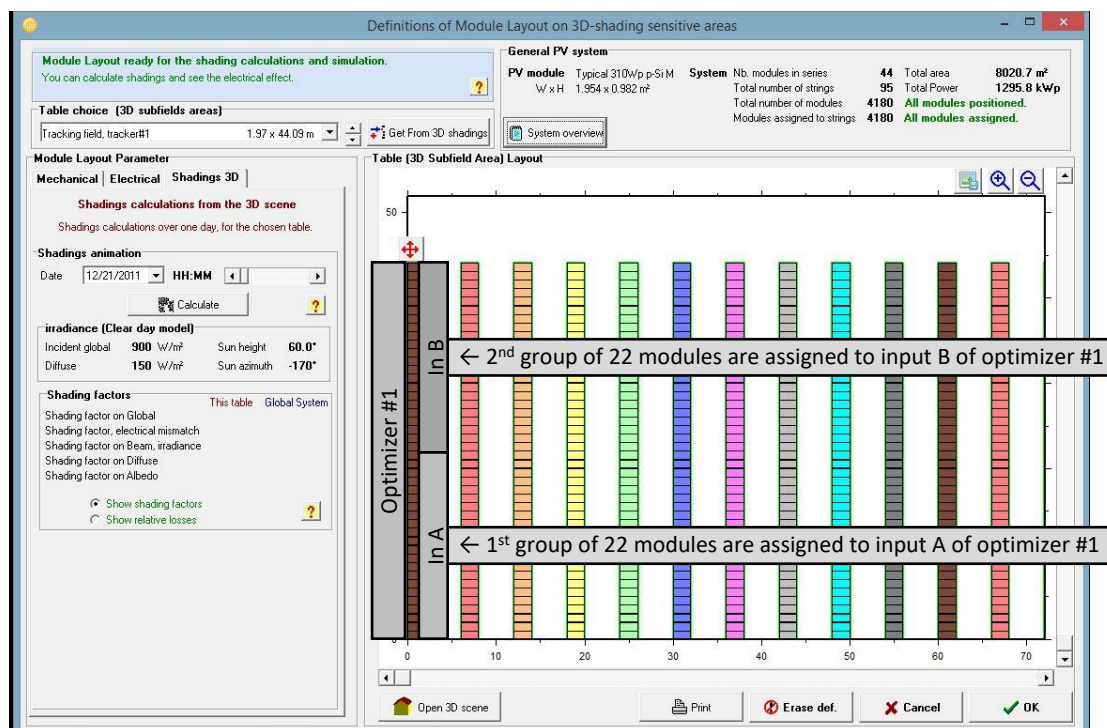 Definitions of Module Layout on 3D-shading sensitive areas
Module Layout ready for the shading calculations and simulation.
You can calculate shadings and see the electrical effect.
?
General PV system
PV module Typical 310Wp p-Si M System Nb. modules in series 44 Total area 8020.7 m²
W x H 1.954 x 0.982 m² Total number of strings 95 Total Power 1295.8 kWp
Total number of modules 4180 All modules positioned.
Modules assigned to strings 4180 All modules assigned.
System overview
Table choice (3D subfields areas)
Tracking field, tracker#1 1.97 x 44.09 m
Get From 3D shadings
Module Layout Parameter
Mechanical Electrical Shadings 3D
Shadings calculations from the 3D scene
Shadings calculations over one day, for the chosen table.
Shadings animation
Date 12/21/2011 HH:MM
Calculate ?
irradiance (Clear day model)
Incident global 900 W/m² Sun height 60.0°
Diffuse 150 W/m² Sun azimuth -170°
Shading factors
This table Global System
Shading factor on Global
Shading factor, electrical mismatch
Shading factor on Beam, irradiance
Shading factor on Diffuse
Shading factor on Albedo
Show shading factors
Show relative losses
?
Table (3D Subfield Area) Layout
50
Optimizer #1
In B
← 2nd group of 22 modules are assigned to input B of optimizer #1
In A
← 1st group of 22 modules are assigned to input A of optimizer #1
0 10 20 30 40 50 60 70
Open 3D scene Print Erase def. Cancel OK